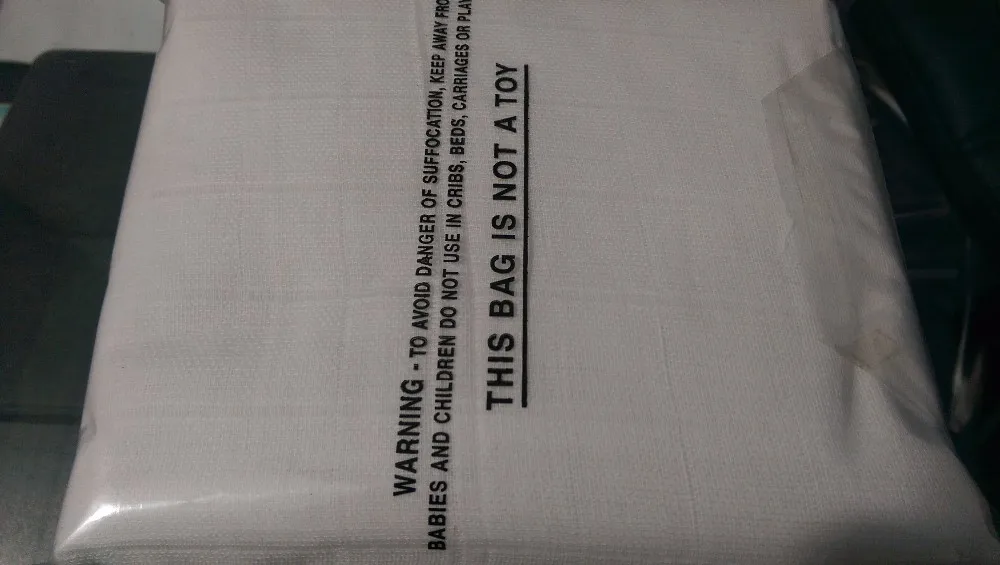 WARNING - TO AVOID DANGER OF SUFFOCATION, KEEP AWAY
BABIES AND CHILDREN DO NOT USE IN CRIBS, BEDS, CARRIAGES OR
THIS BAG IS NOT A TOY